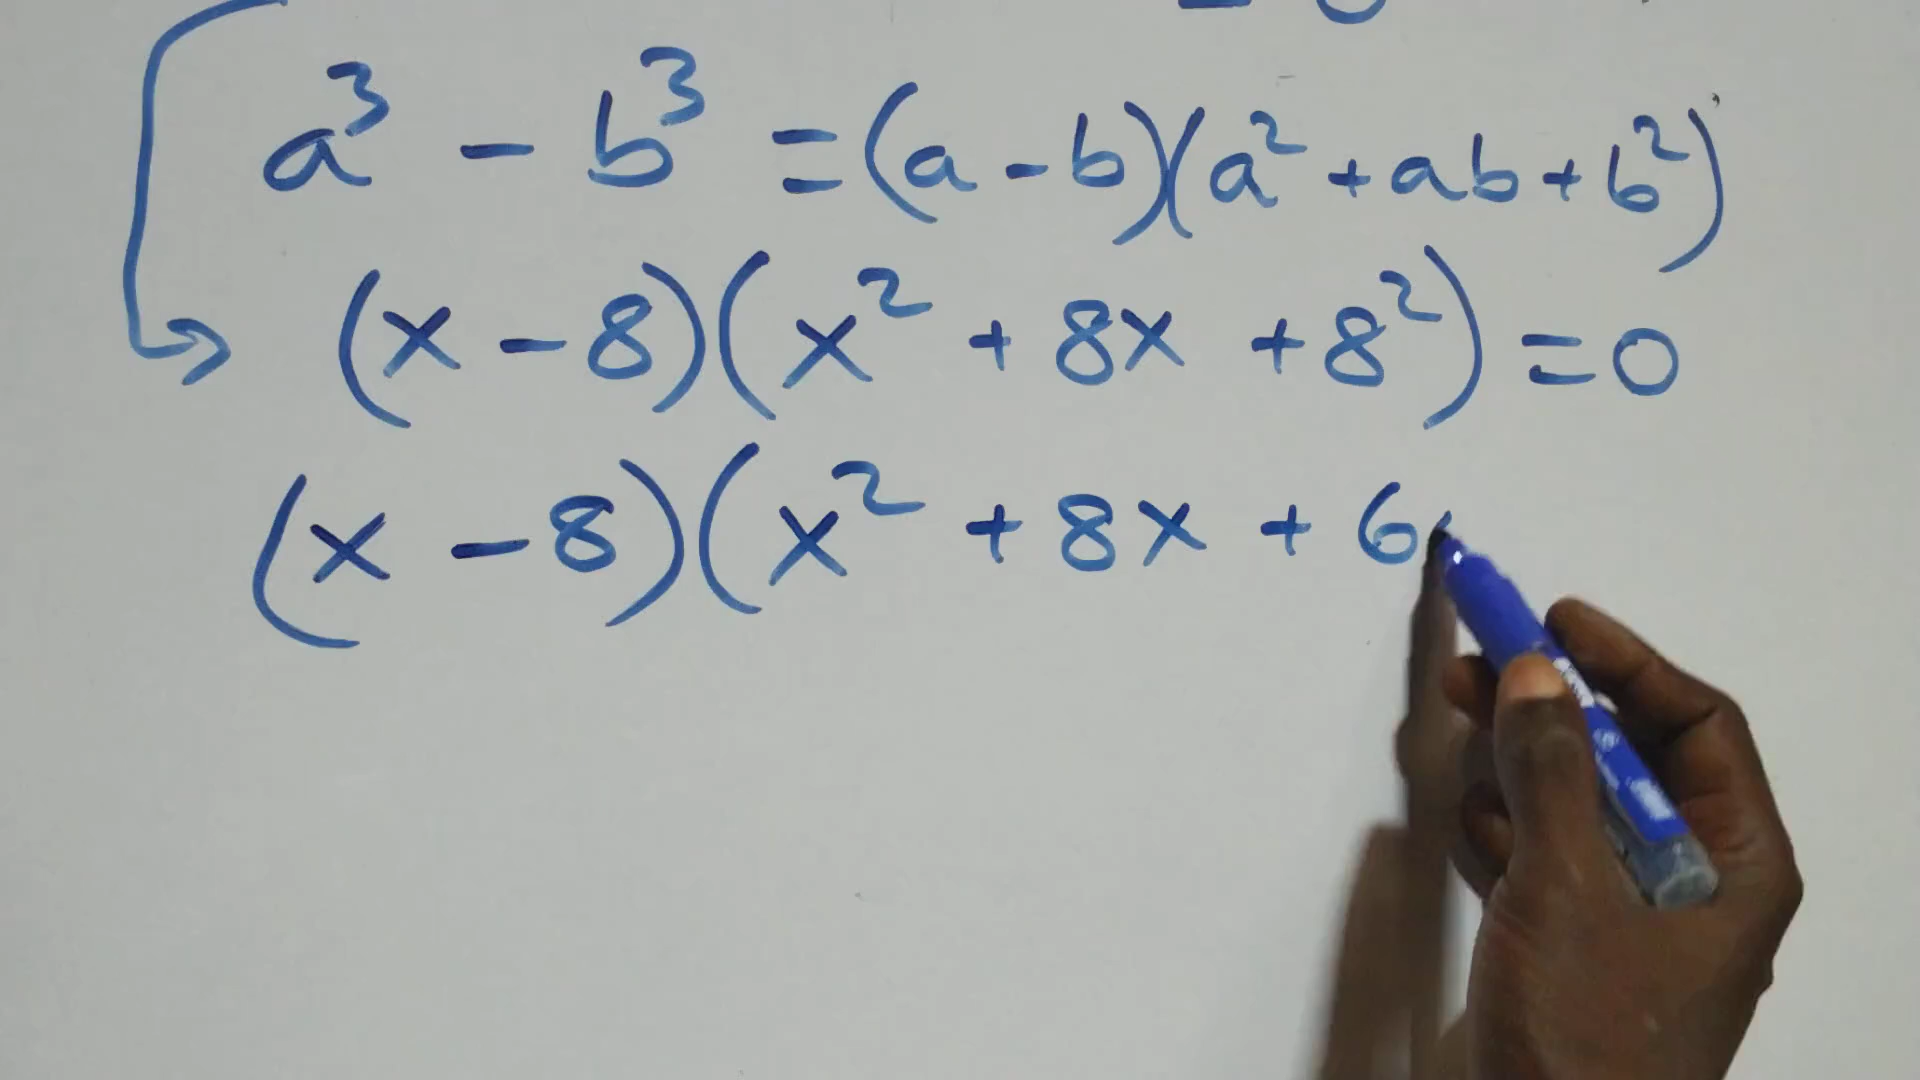 a³ - b³ = (a - b)(a² + ab + b²)
(x - 8)(x² + 8x + 8²) = 0
(x - 8)(x² + 8x + 6